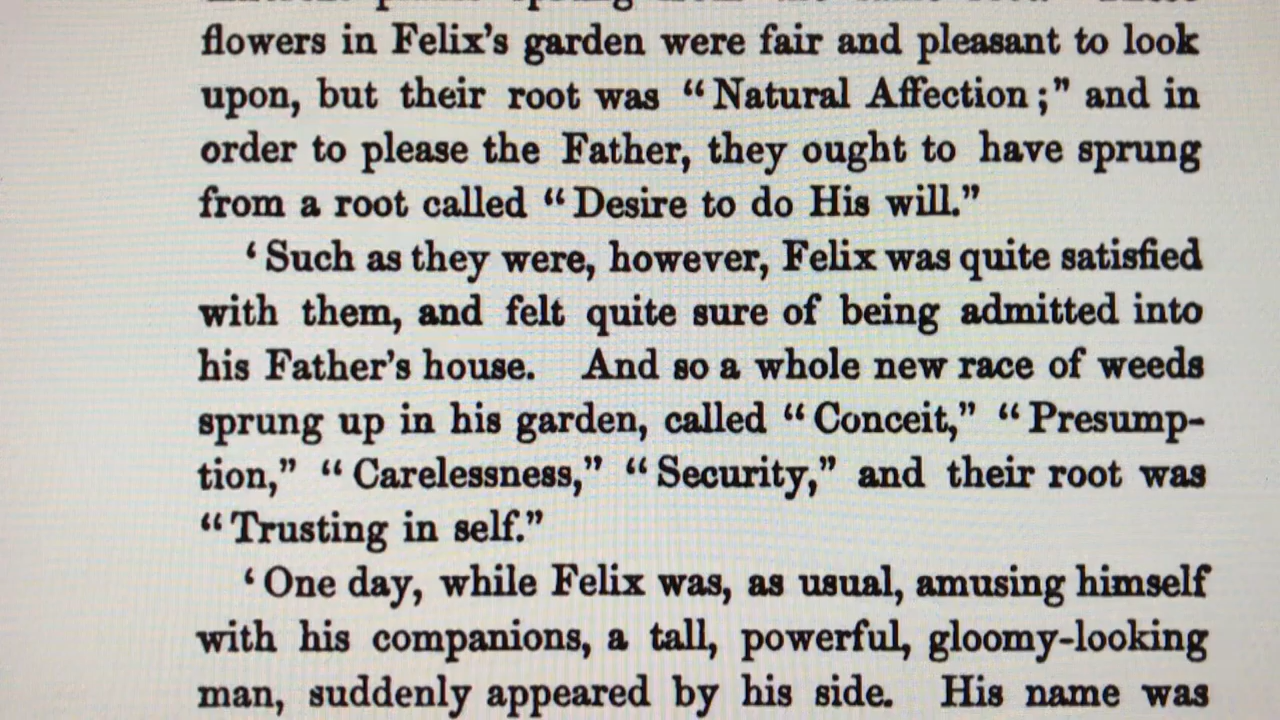 flowers in Felix's garden were fair and pleasant to look
upon, but their root was “Natural Affection;” and in
order to please the Father, they ought to have sprung
from a root called “Desire to do His will.”
‘Such as they were, however, Felix was quite satisfied
with them, and felt quite sure of being admitted into
his Father's house. And so a whole new race of weeds
sprung up in his garden, called “Conceit,” “Presump-
tion,” “Carelessness,” “Security,” and their root was
“Trusting in self.”
‘One day, while Felix was, as usual, amusing himself
with his companions, a tall, powerful, gloomy-looking
man, suddenly appeared by his side. His name was